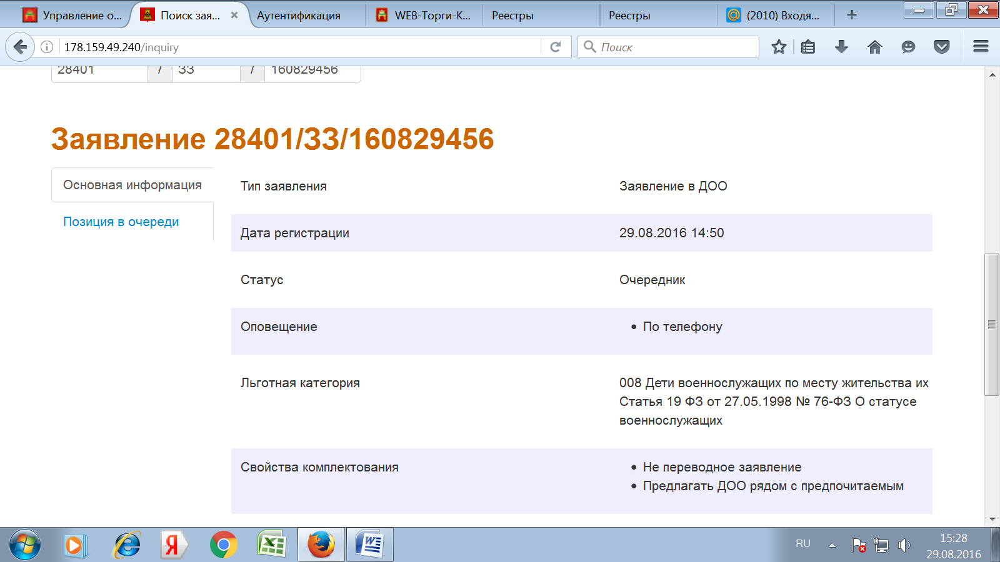 Управление о...
Поиск зая...
Аутентификация
WEB-Торги-К...
Реестры
Реестры
(2010) Входя...
178.159.49.240/inquiry
Поиск
28401 / 33 / 160829456
Заявление 28401/ЗЗ/160829456
Основная информация
Позиция в очереди
Тип заявления
Заявление в ДОО
Дата регистрации
29.08.2016 14:50
Статус
Очередник
Оповещение
• По телефону
Льготная категория
008 Дети военнослужащих по месту жительства их
Статья 19 ФЗ от 27.05.1998 № 76-ФЗ О статусе
военнослужащих
Свойства комплектования
• Не переводное заявление
• Предлагать ДОО рядом с предпочитаемым
RU
15:28
29.08.2016